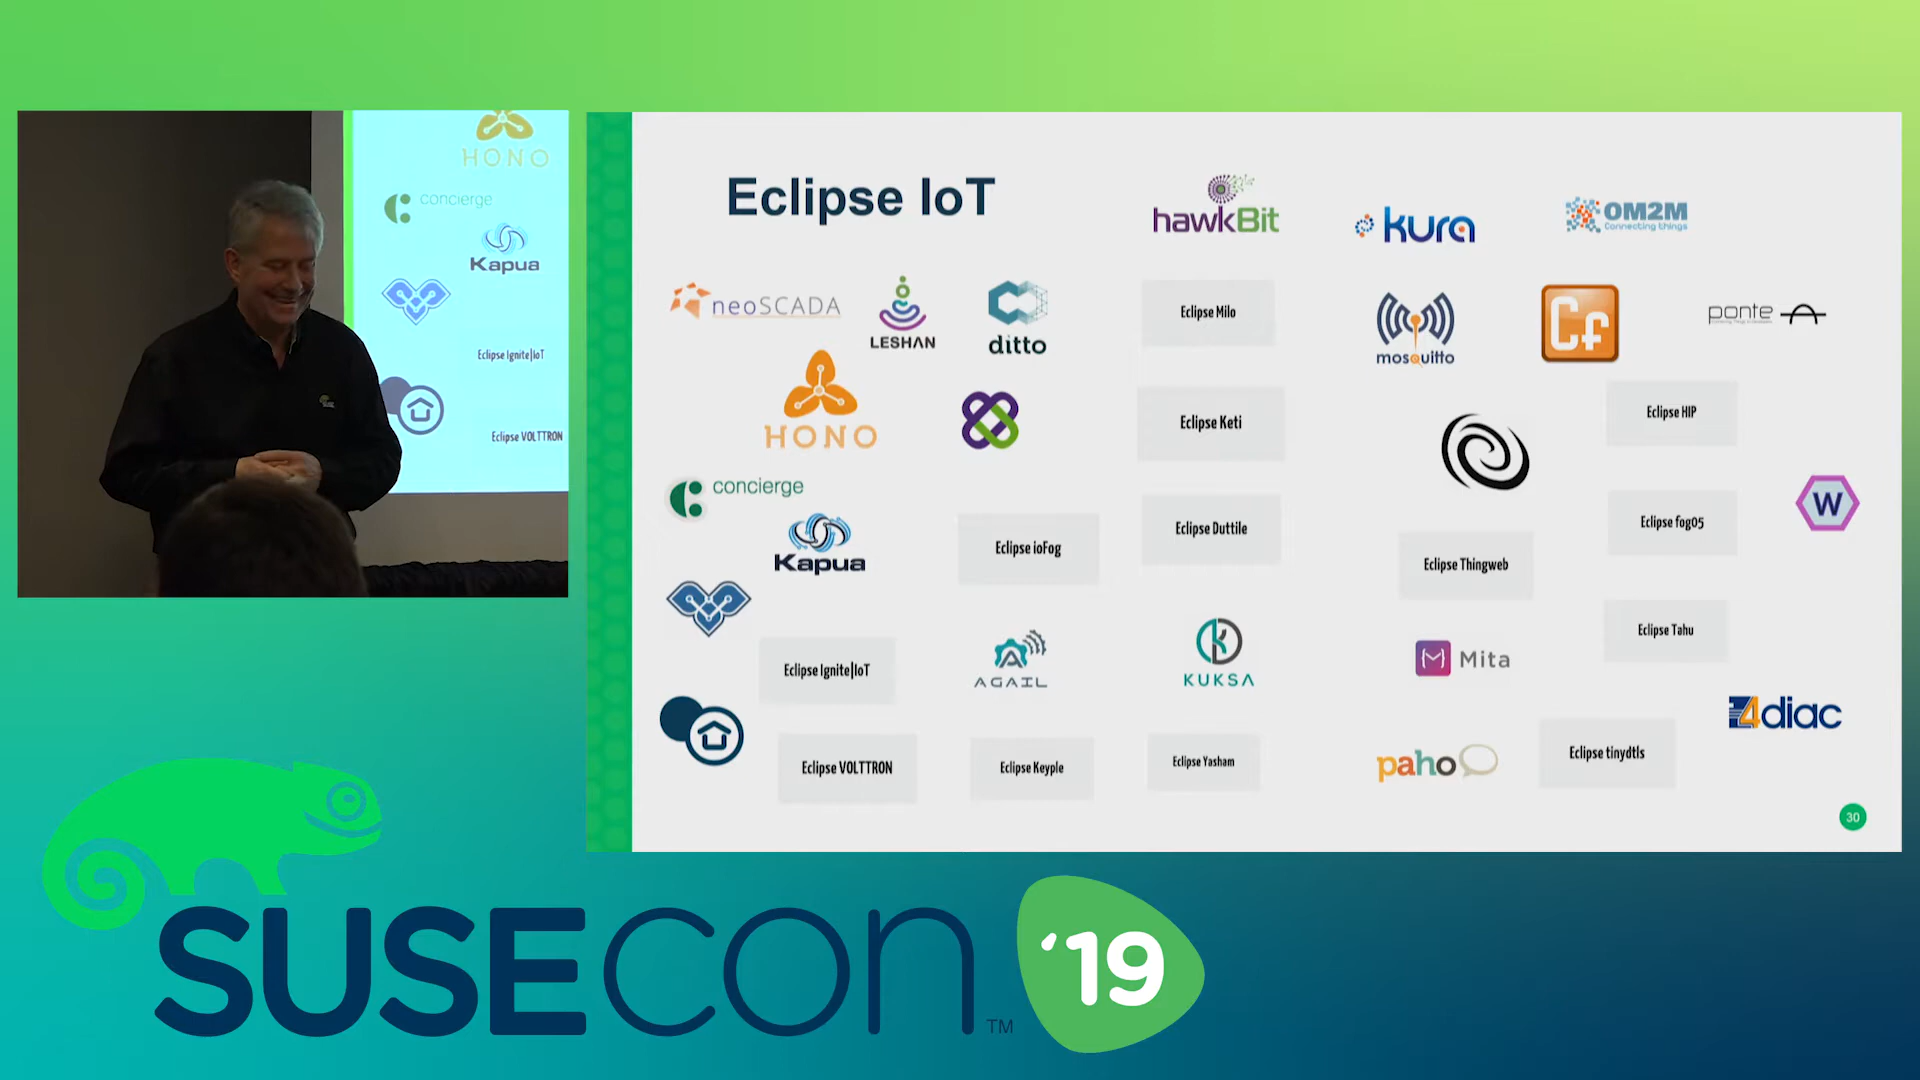 HONO
concierge
Kapua
Eclipse Ignite|IoT
Eclipse VOLTTRON
Eclipse IoT
hawkBit
kura
OM2M
Connecting things
neoSCADA
LESHAN
ditto
Eclipse Milo
mosquitto
Cf
ponte
HONO
Eclipse Keti
Eclipse HIP
concierge
Kapua
Eclipse ioFog
Eclipse Duttile
Eclipse Thingweb
Eclipse fog05
W
Eclipse Ignite|IoT
AGAIL
KUKSA
Mita
Eclipse Tahu
4diac
Eclipse VOLTTRON
Eclipse Keyple
Eclipse Yasham
paho
Eclipse tinydtls
30
SUSECON TM '19